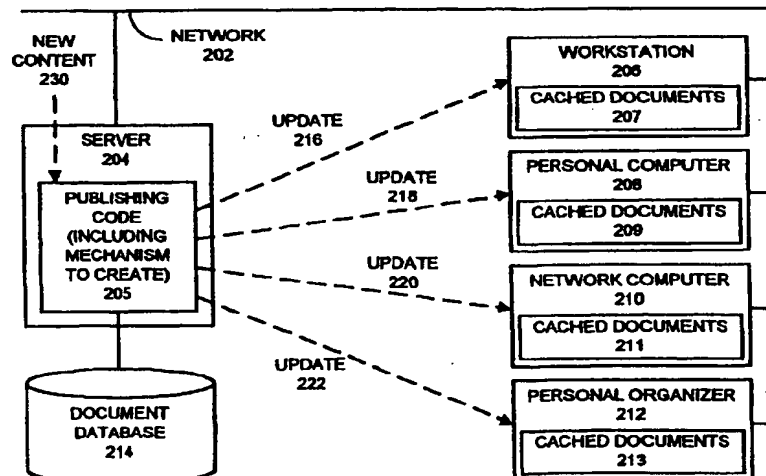 NEW
CONTENT
230
NETWORK
202
SERVER
204
PUBLISHING
CODE
(INCLUDING
MECHANISM
TO CREATE)
205
DOCUMENT
DATABASE
214
UPDATE
216
UPDATE
218
UPDATE
220
UPDATE
222
WORKSTATION
206
CACHED DOCUMENTS
207
PERSONAL COMPUTER
208
CACHED DOCUMENTS
209
NETWORK COMPUTER
210
CACHED DOCUMENTS
211
PERSONAL ORGANIZER
212
CACHED DOCUMENTS
213